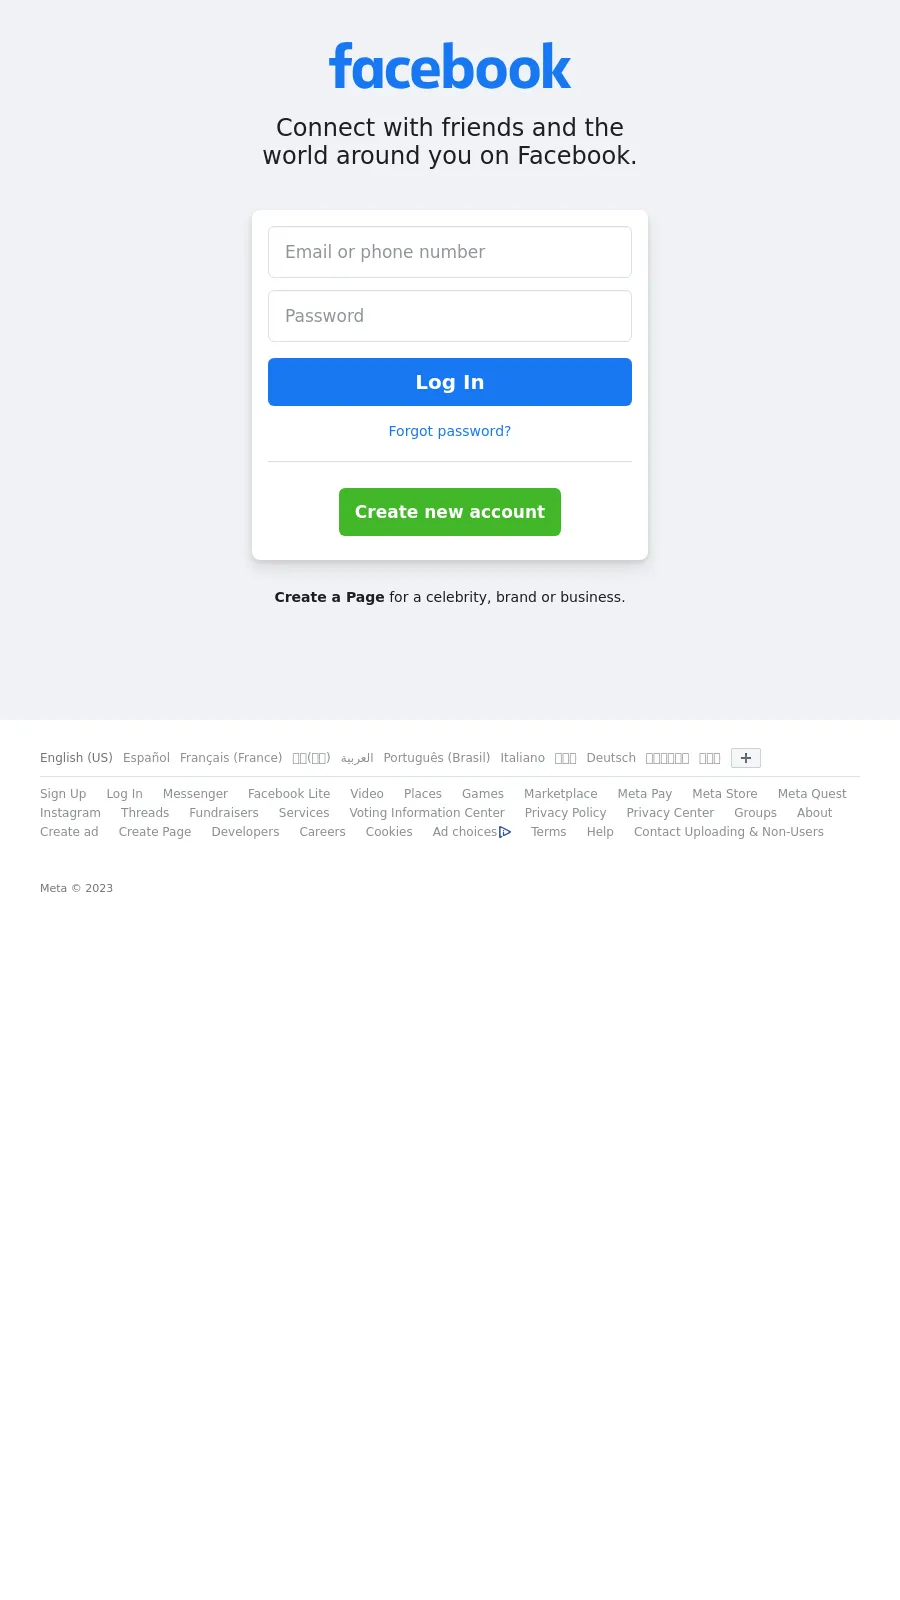 facebook
Connect with friends and the
world around you on Facebook.
Email or phone number
Password
Log In
Forgot password?
Create new account
Create a Page for a celebrity, brand or business.
English (US) Español Français (France) العربية Português (Brasil) Italiano Deutsch
Sign Up Log In Messenger Facebook Lite Video Places Games Marketplace Meta Pay Meta Store Meta Quest
Instagram Threads Fundraisers Services Voting Information Center Privacy Policy Privacy Center Groups About
Create ad Create Page Developers Careers Cookies Ad choices Terms Help Contact Uploading & Non-Users
Meta © 2023